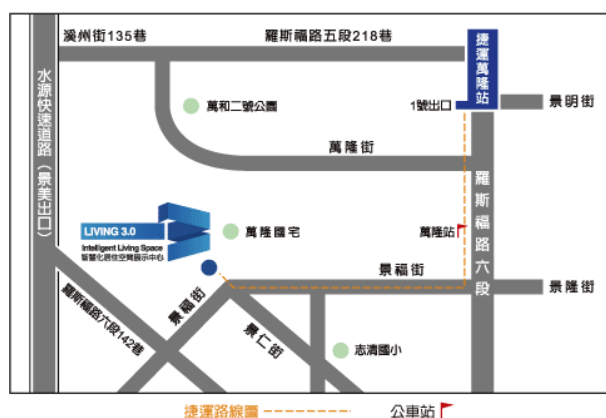 溪州街135巷
羅斯福路五段218巷
捷運萬隆站
水源快速道路(景美出口)
萬和二號公園
1號出口
景明街
萬隆街
羅斯福路六段
LIVING 3.0
Intelligent Living Space
智慧化居住空間展示中心
萬隆國宅
萬隆站
景福街
景隆街
羅斯福路六段142巷
景福街
景仁街
志清國小
捷運路線圖
公車站